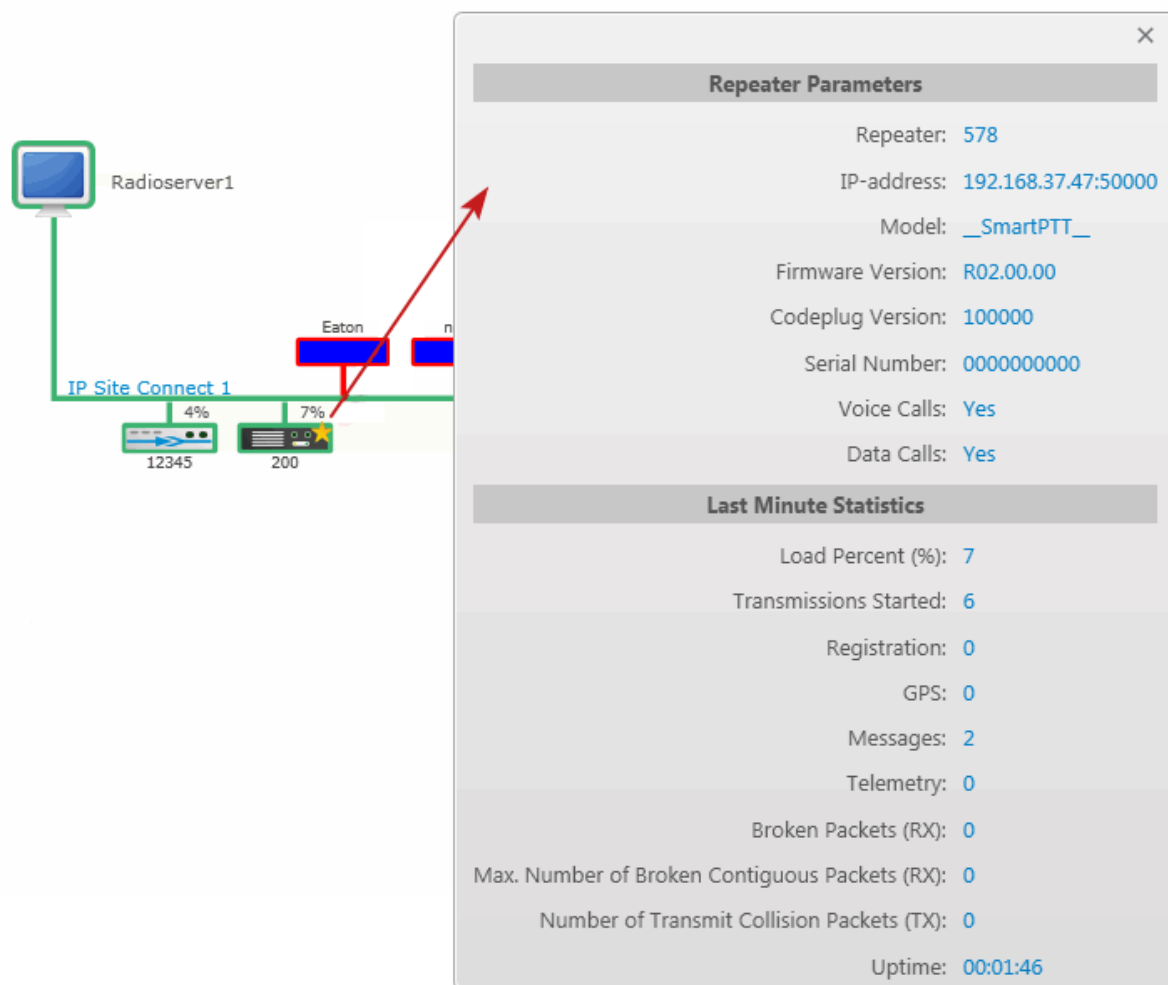 Radioserver1
Eaton
n
IP Site Connect 1
4%
7%
12345
200
Repeater Parameters
Repeater: 578
IP-address: 192.168.37.47:50000
Model: __SmartPTT__
Firmware Version: R02.00.00
Codeplug Version: 100000
Serial Number: 0000000000
Voice Calls: Yes
Data Calls: Yes
Last Minute Statistics
Load Percent (%): 7
Transmissions Started: 6
Registration: 0
GPS: 0
Messages: 2
Telemetry: 0
Broken Packets (RX): 0
Max. Number of Broken Contiguous Packets (RX): 0
Number of Transmit Collision Packets (TX): 0
Uptime: 00:01:46